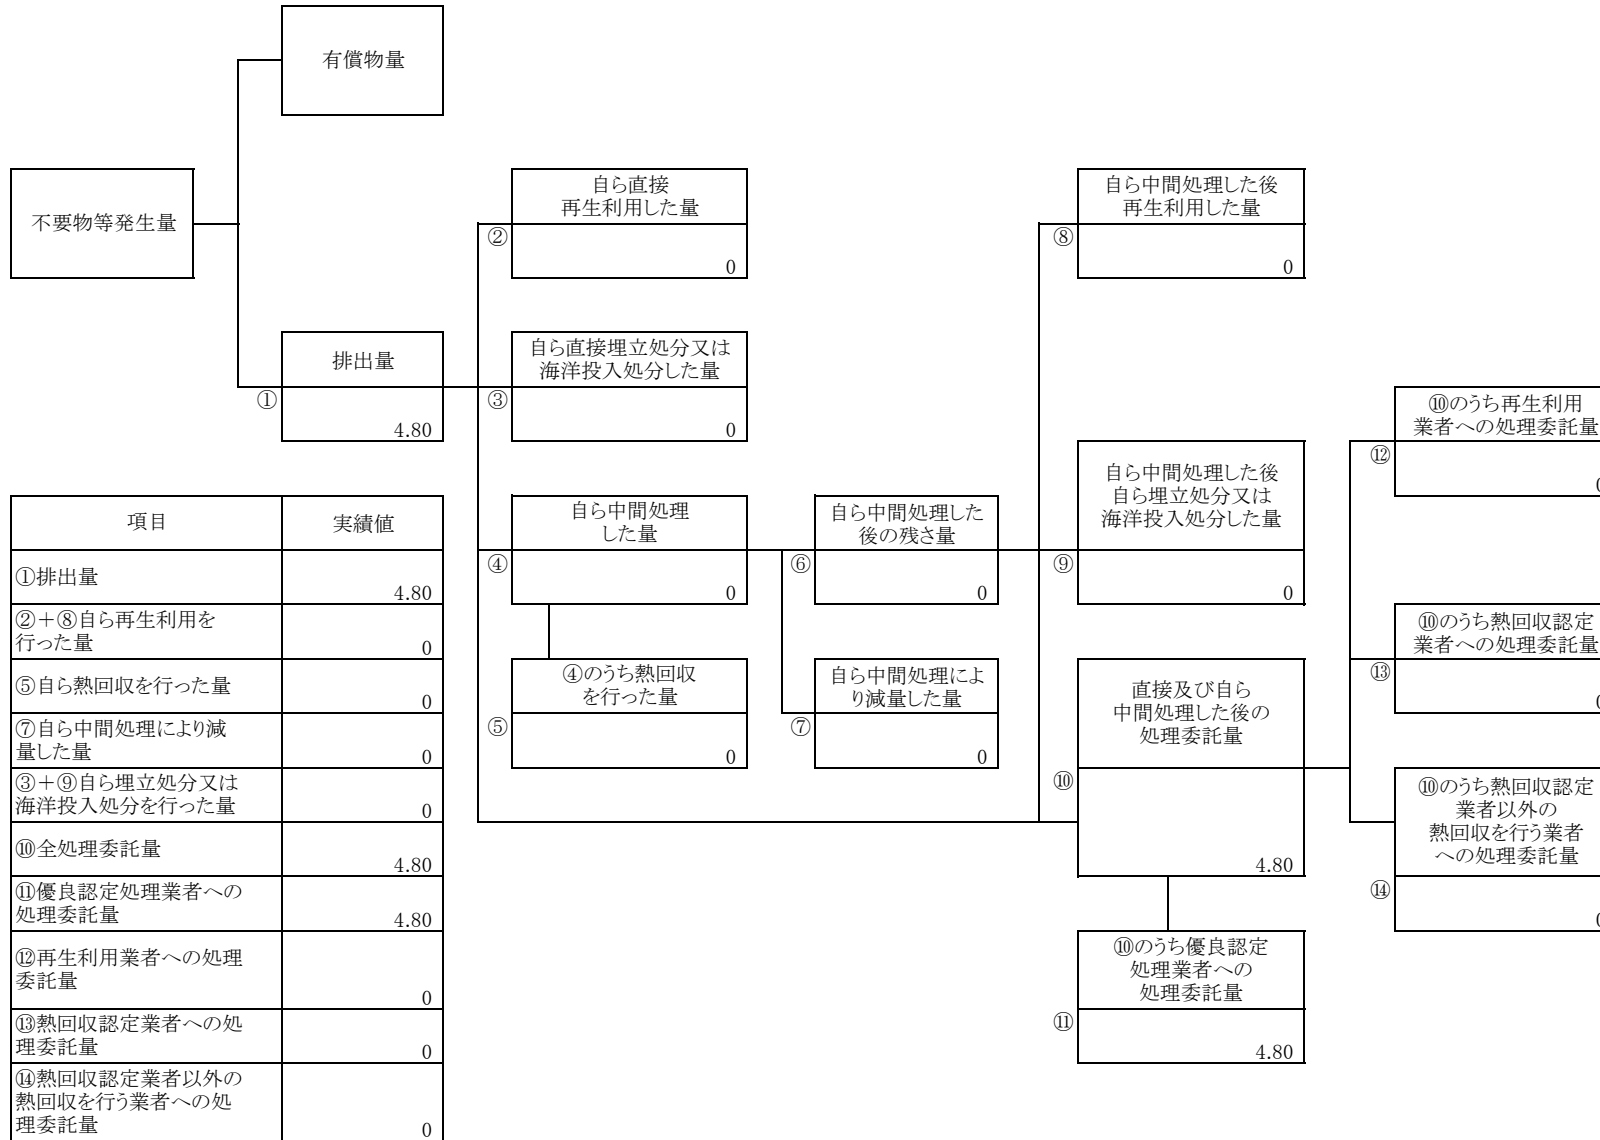 有償物量
不要物等発生量
自ら直接
再生利用した量
②
0
自ら中間処理した後
再生利用した量
⑧
0
排出量
①
4.80
自ら直接埋立処分又は
海洋投入処分した量
③
0
⑩のうち再生利用
業者への処理委託量
⑫
0
自ら中間処理
した量
④
0
自ら中間処理した
後の残さ量
⑥
0
自ら中間処理した後
自ら埋立処分又は
海洋投入処分した量
⑨
0
⑩のうち熱回収認定
業者への処理委託量
⑬
0
④のうち熱回収
を行った量
⑤
0
自ら中間処理によ
り減量した量
⑦
0
直接及び自ら
中間処理した後の
処理委託量
⑩
4.80
⑩のうち熱回収認定
業者以外の
熱回収を行う業者
への処理委託量
⑭
0
⑩のうち優良認定
処理業者への
処理委託量
⑪
4.80
項目 実績値
①排出量
4.80
②＋⑧自ら再生利用を
行った量
0
⑤自ら熱回収を行った量
0
⑦自ら中間処理により減
量した量
0
③＋⑨自ら埋立処分又は
海洋投入処分を行った量
0
⑩全処理委託量
4.80
⑪優良認定処理業者への
処理委託量
4.80
⑫再生利用業者への処理
委託量
0
⑬熱回収認定業者への処
理委託量
0
⑭熱回収認定業者以外の
熱回収を行う業者への処
理委託量
0